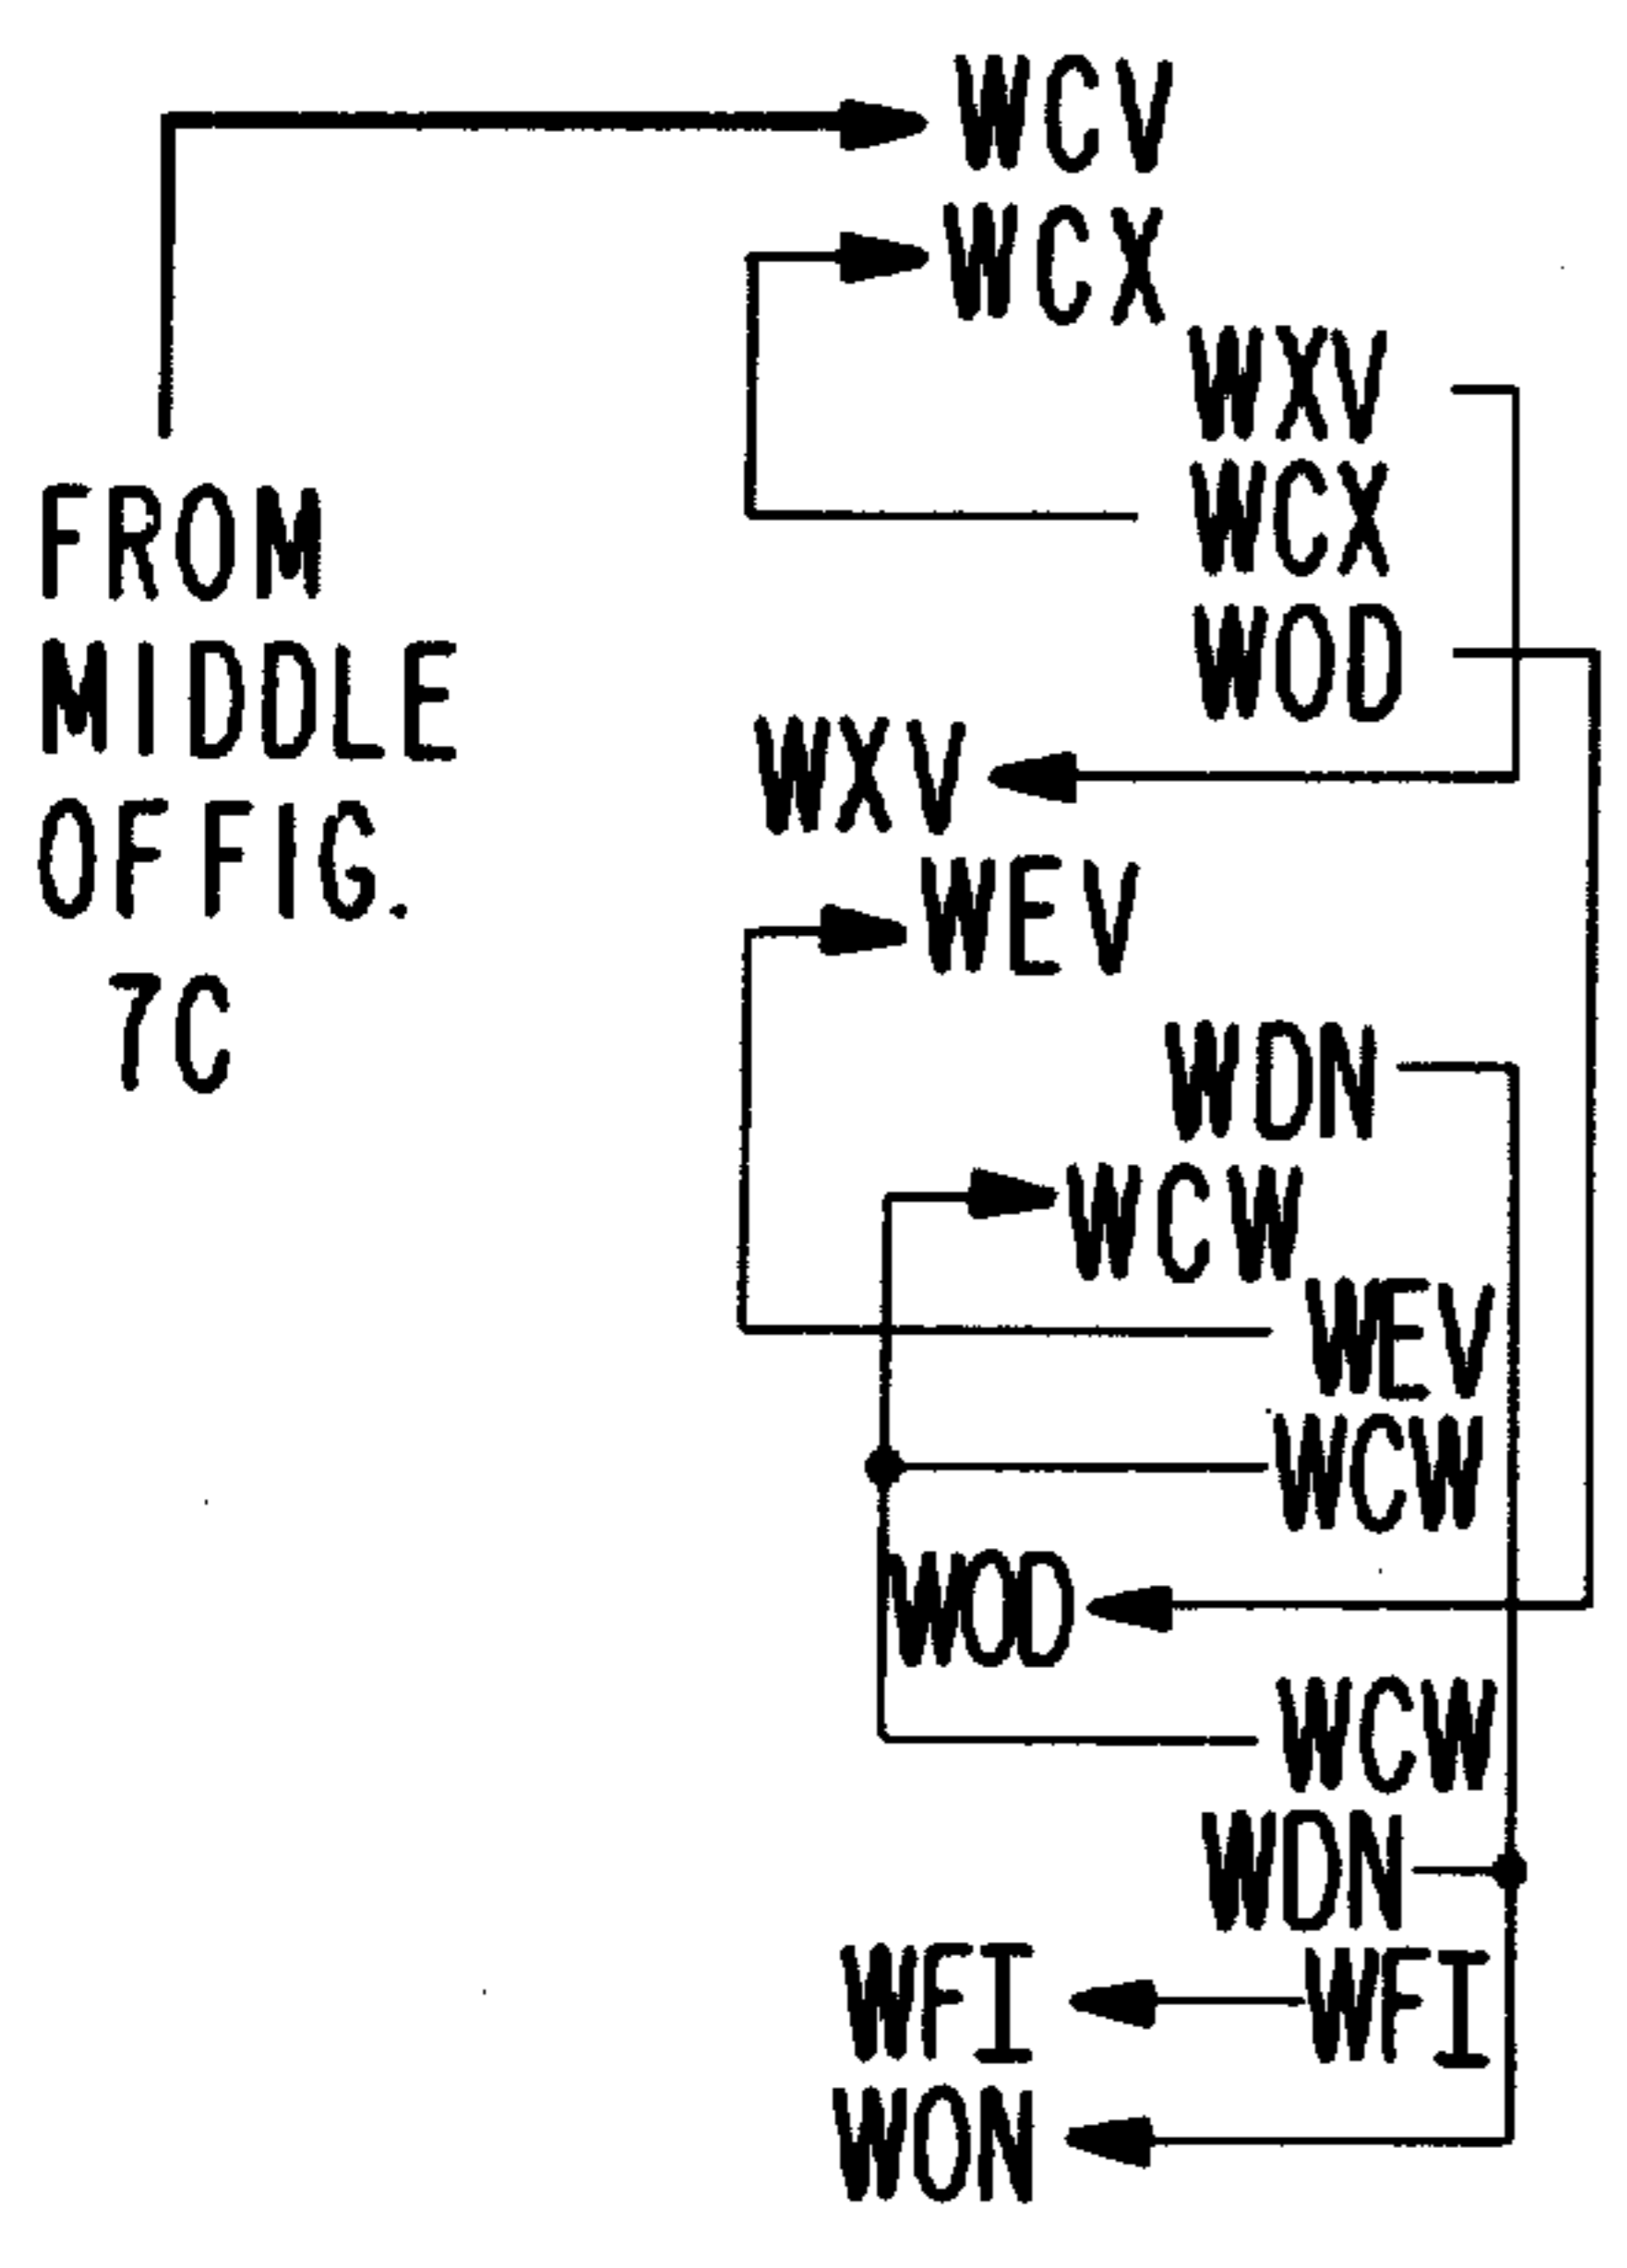 WCV
WCX
WXV
WCX
WOD
FROM
MIDDLE
OF FIG.
7C
WXV
WEV
WDN
WCW
WEV
WCW
WOD
WCW
WDN
WFI
WFI
WON